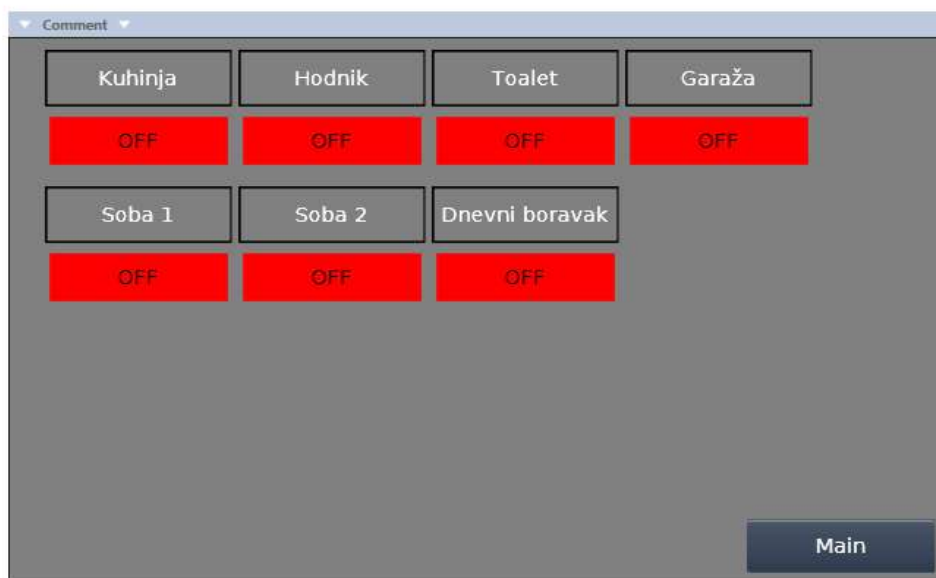 Comment
Kuhinja Hodnik Toalet Garaža
OFF OFF OFF OFF
Soba 1 Soba 2 Dnevni boravak
OFF OFF OFF
Main